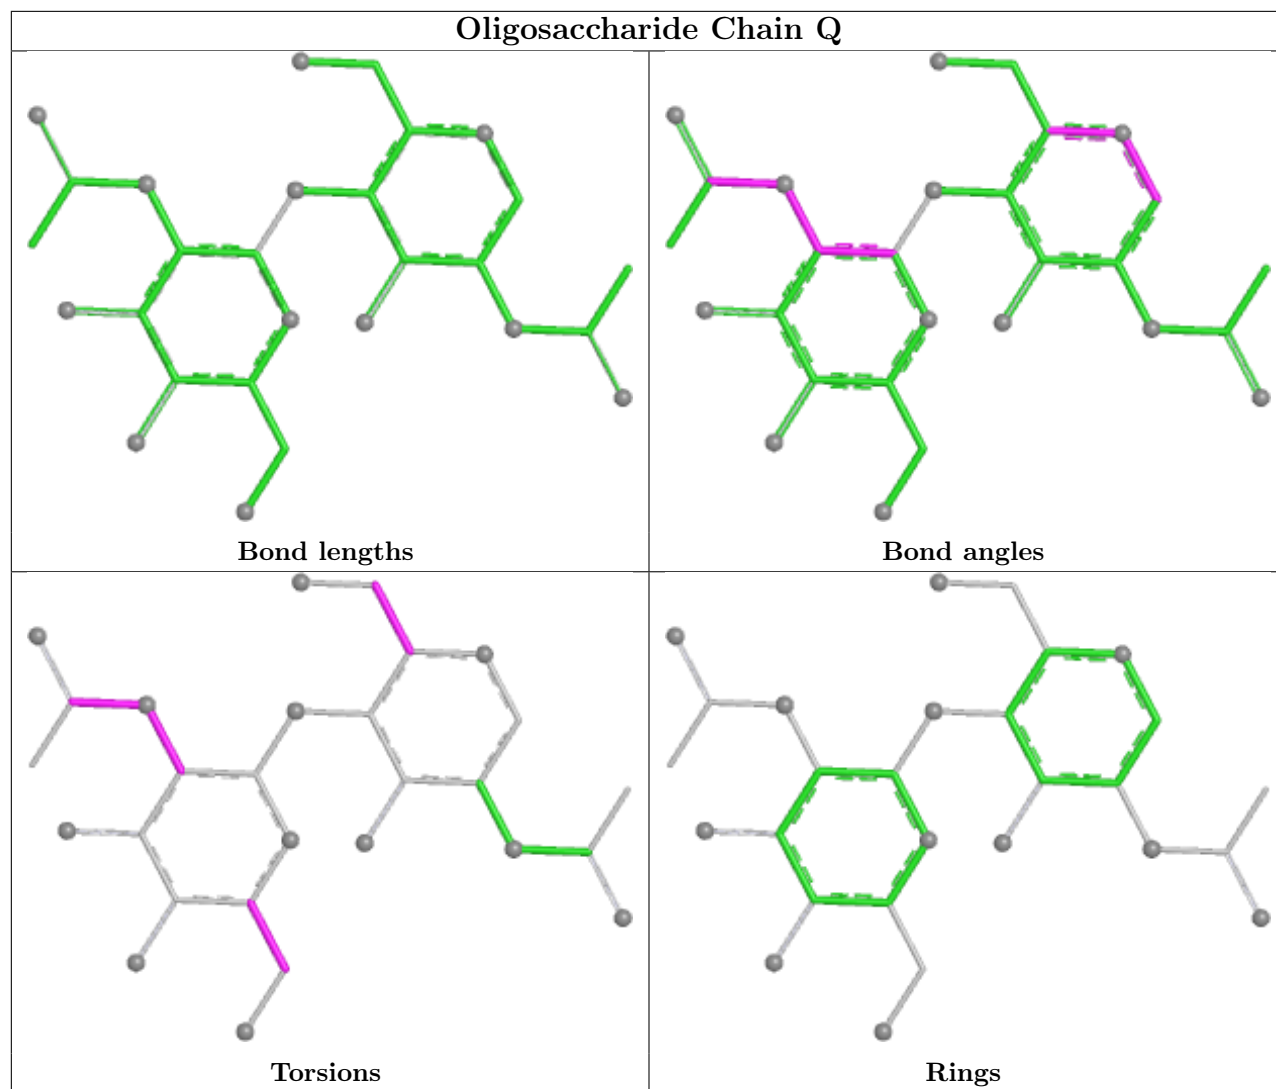 Oligosaccharide Chain Q
Bond lengths
Bond angles
Torsions
Rings